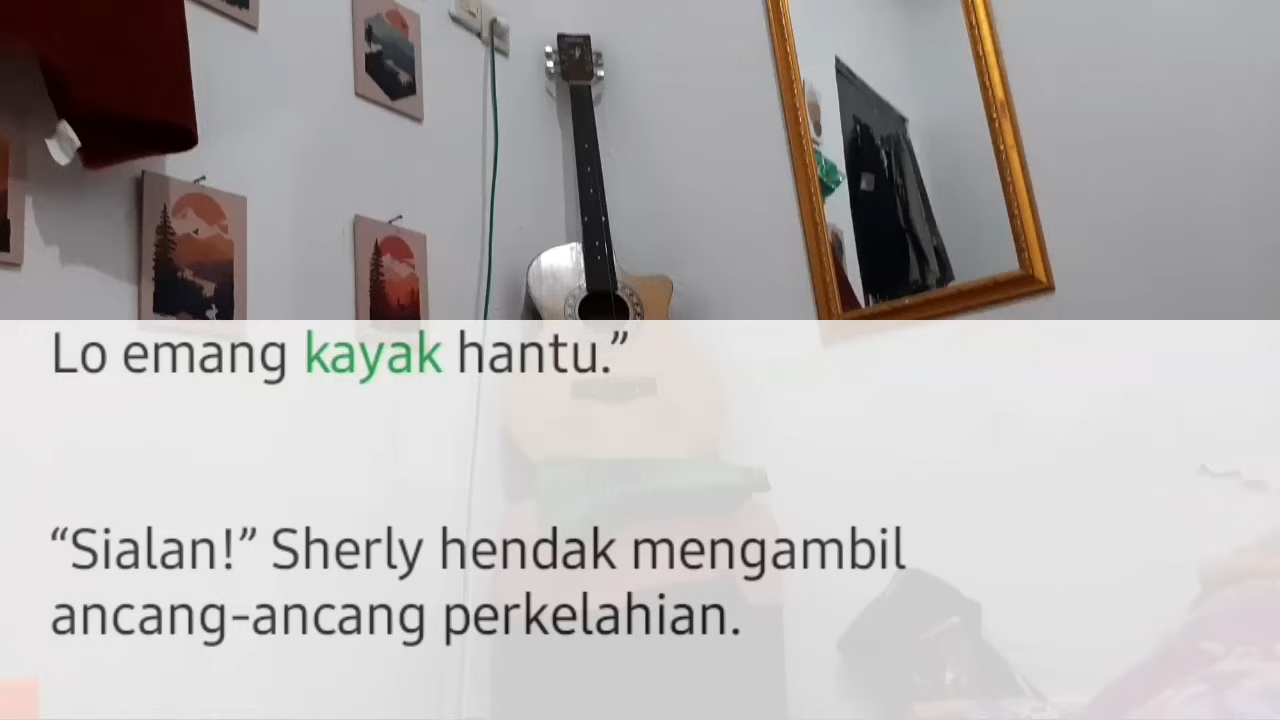 Lo emang kayak hantu.”
“Sialan!” Sherly hendak mengambil
ancang-ancang perkelahian.